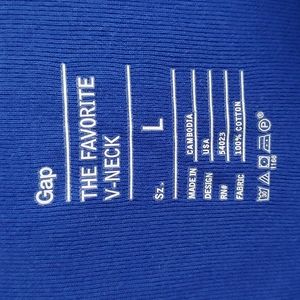 Gap
THE FAVORITE
V-NECK
Sz. L
MADE IN CAMBODIA
DESIGN USA
RN# 54023
FABRIC 100% COTTON